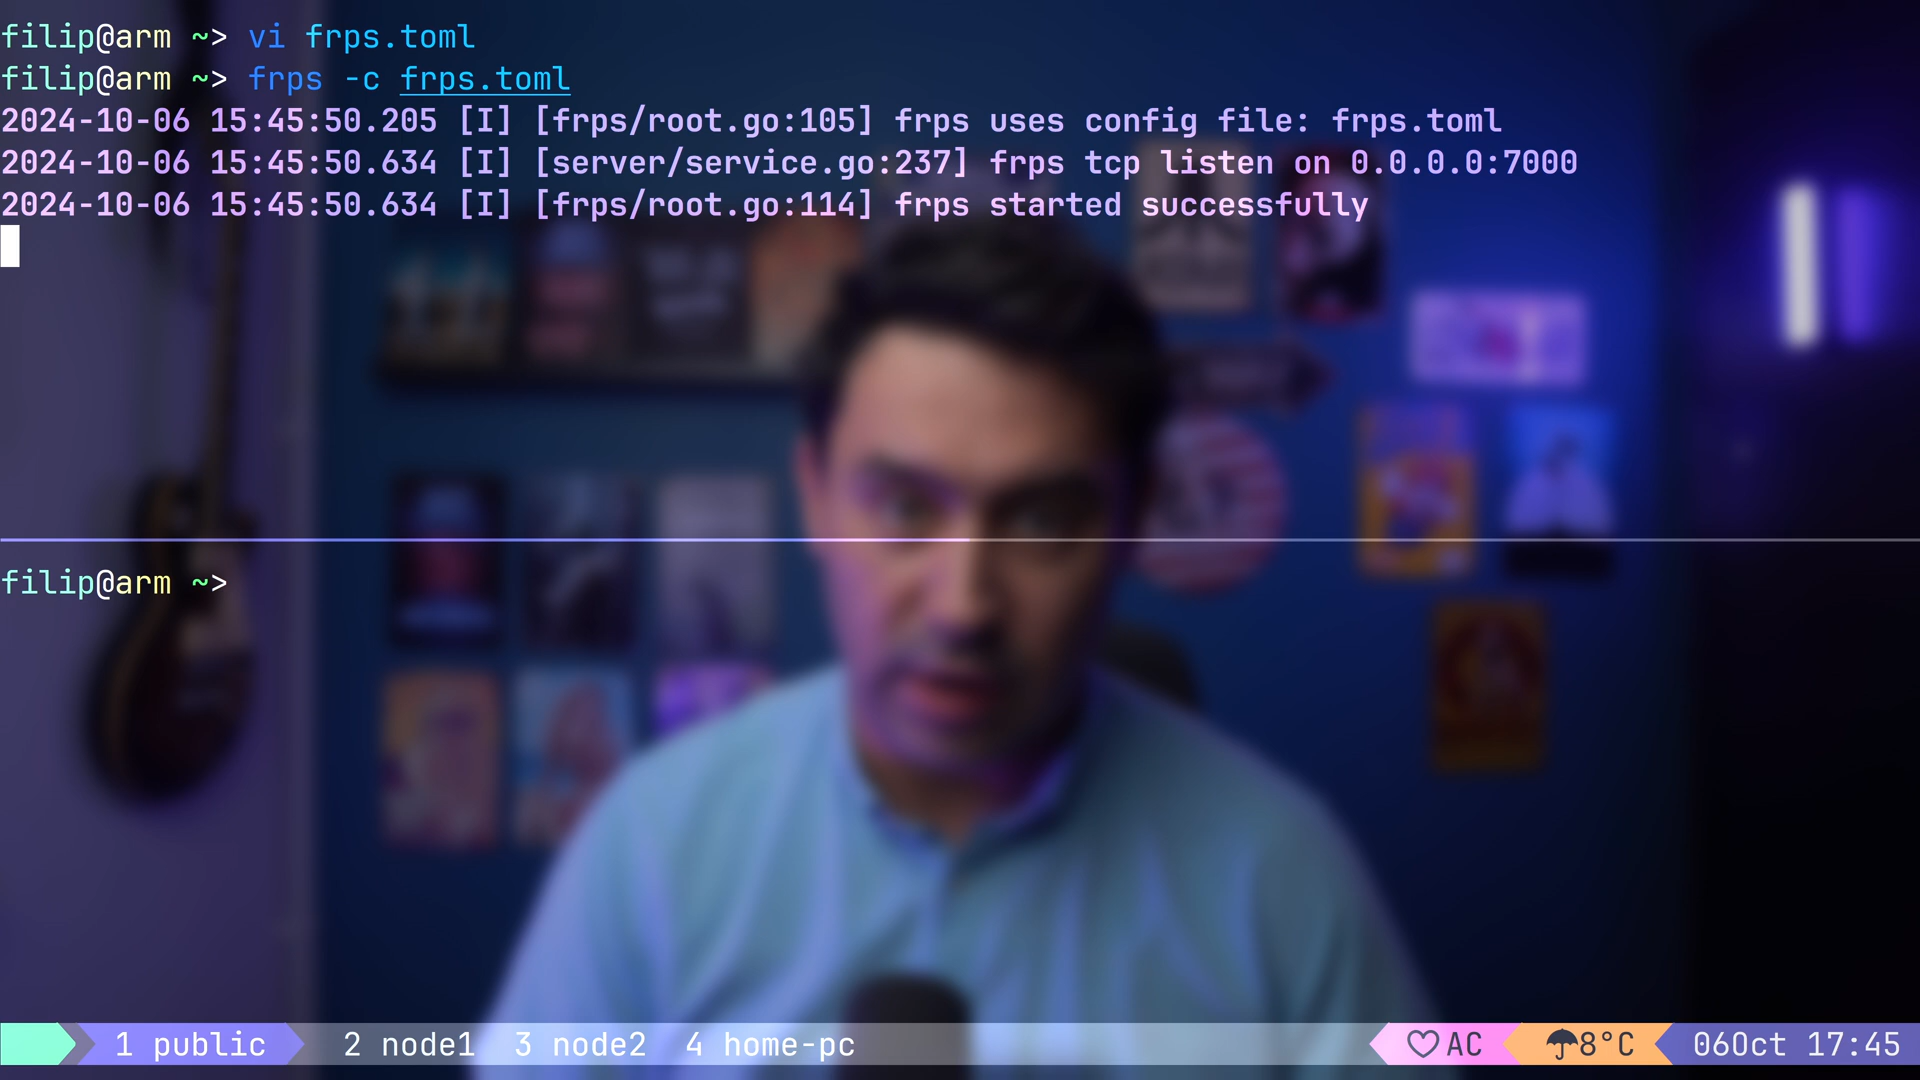 filip@arm ~> vi frps.toml
filip@arm ~> frps -c frps.toml
2024-10-06 15:45:50.205 [I] [frps/root.go:105] frps uses config file: frps.toml
2024-10-06 15:45:50.634 [I] [server/service.go:237] frps tcp listen on 0.0.0.0:7000
2024-10-06 15:45:50.634 [I] [frps/root.go:114] frps started successfully
filip@arm ~>
1 public 2 node1 3 node2 4 home-pc ♡ AC ☂8°C 06Oct 17:45